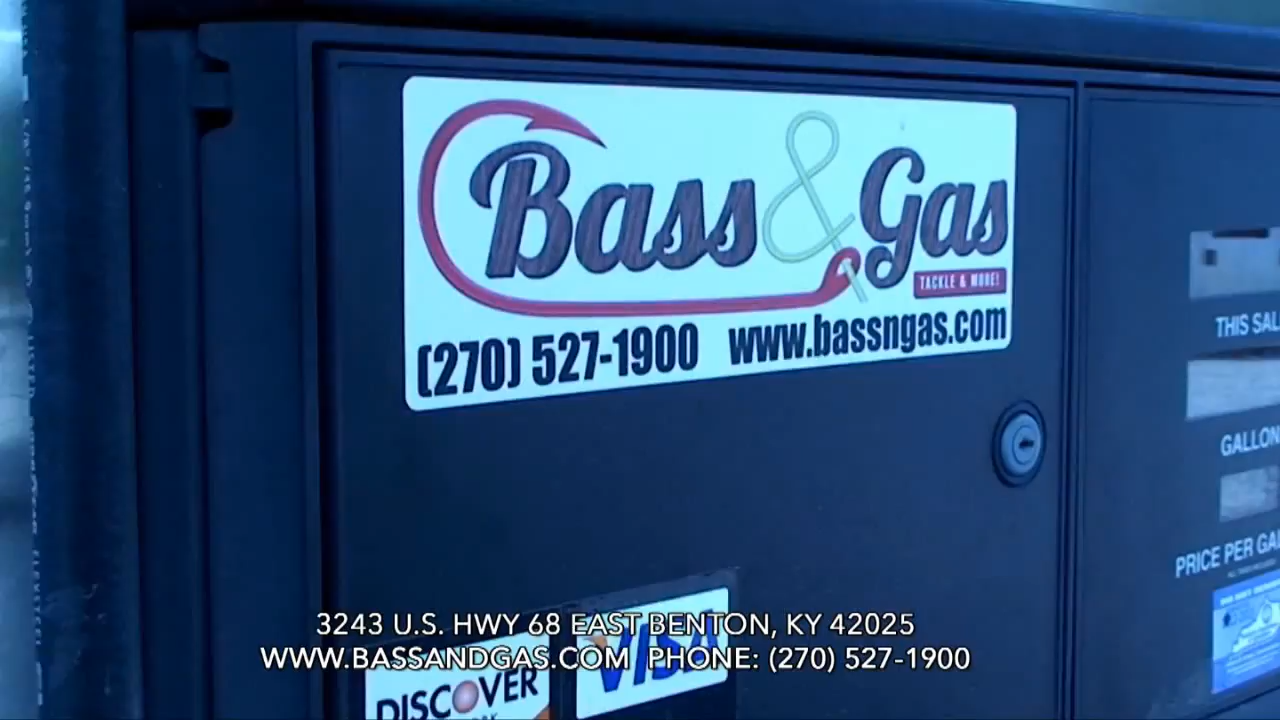 Bass & Gas
TACKLE & MORE!
(270) 527-1900 www.bassngas.com
THIS SAL
GALLON
PRICE PER GAL
3243 U.S. HWY 68 EAST BENTON, KY 42025
WWW.BASSANDGAS.COM PHONE: (270) 527-1900
VISA
DISCOVER